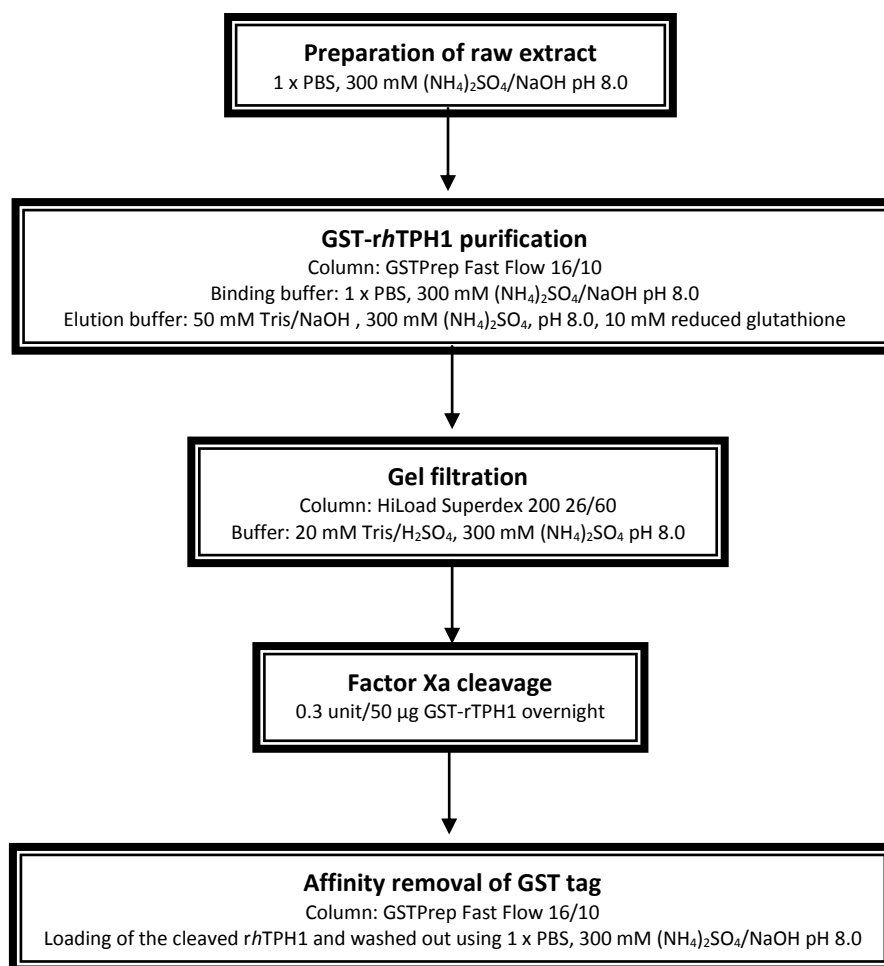 Preparation of raw extract
1 x PBS, 300 mM (NH₄)₂SO₄/NaOH pH 8.0
GST-rhTPH1 purification
Column: GSTPrep Fast Flow 16/10
Binding buffer: 1 x PBS, 300 mM (NH₄)₂SO₄/NaOH pH 8.0
Elution buffer: 50 mM Tris/NaOH , 300 mM (NH₄)₂SO₄, pH 8.0, 10 mM reduced glutathione
Gel filtration
Column: HiLoad Superdex 200 26/60
Buffer: 20 mM Tris/H₂SO₄, 300 mM (NH₄)₂SO₄ pH 8.0
Factor Xa cleavage
0.3 unit/50 µg GST-rTPH1 overnight
Affinity removal of GST tag
Column: GSTPrep Fast Flow 16/10
Loading of the cleaved rhTPH1 and washed out using 1 x PBS, 300 mM (NH₄)₂SO₄/NaOH pH 8.0